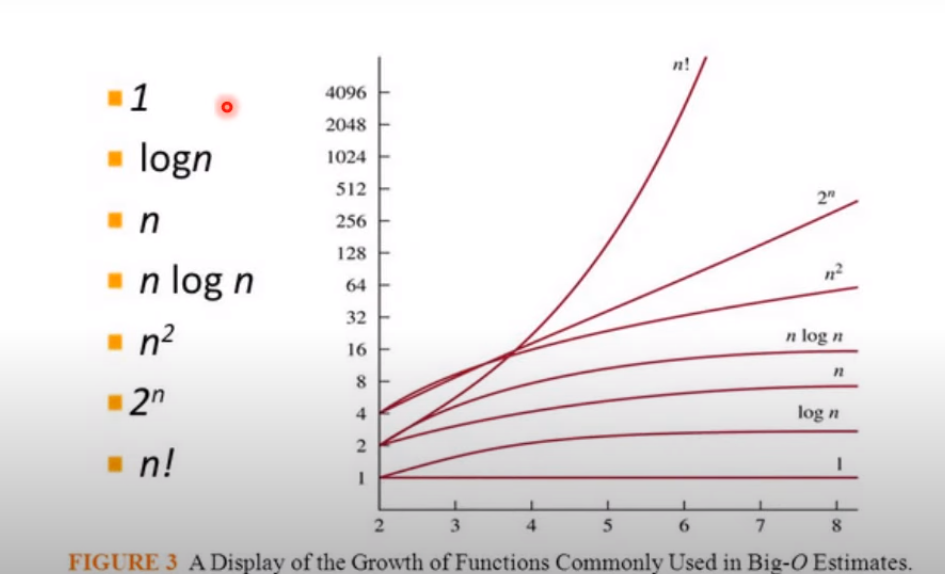 1
logn
n
n log n
n²
2ⁿ
n!
4096
2048
1024
512
256
128
64
32
16
8
4
2
1
n!
2ⁿ
n²
n log n
n
log n
1
2 3 4 5 6 7 8
FIGURE 3 A Display of the Growth of Functions Commonly Used in Big-O Estimates.